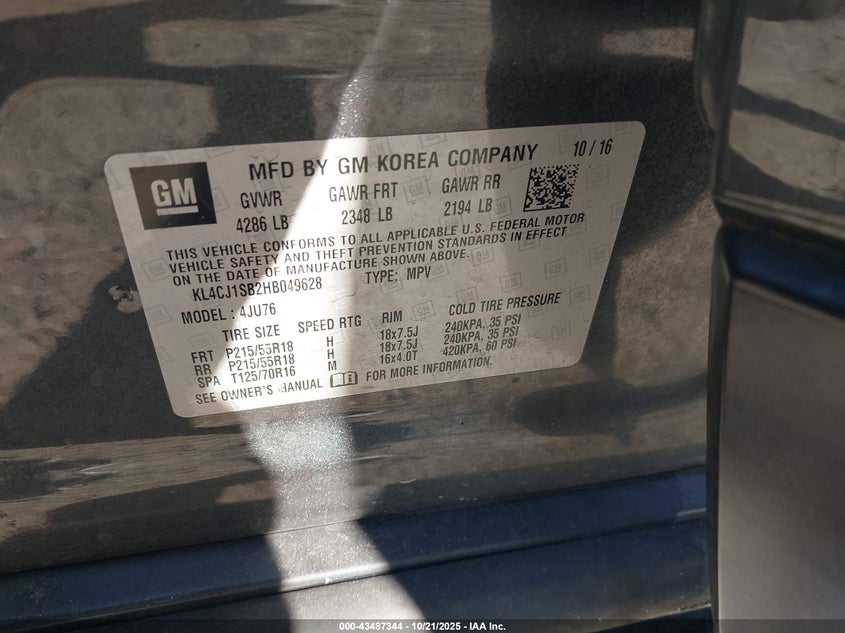 GM
MFD BY GM KOREA COMPANY 10 / 16
GVWR GAWR FRT GAWR RR
4286 LB 2348 LB 2194 LB
THIS VEHICLE CONFORMS TO ALL APPLICABLE U.S. FEDERAL MOTOR
VEHICLE SAFETY AND THEFT PREVENTION STANDARDS IN EFFECT
ON THE DATE OF MANUFACTURE SHOWN ABOVE.
KL4CJ1SB2HB049628 TYPE: MPV
MODEL : 4JU76
TIRE SIZE SPEED RTG RIM COLD TIRE PRESSURE
FRT P215/55R18 H 18x7.5J 240KPA, 35 PSI
RR P215/55R18 H 18x7.5J 240KPA, 35 PSI
SPA T125/70R16 M 16x4.0T 420KPA, 60 PSI
SEE OWNER'S MANUAL FOR MORE INFORMATION.
000-43487344 - 10/21/2025 - IAA Inc.